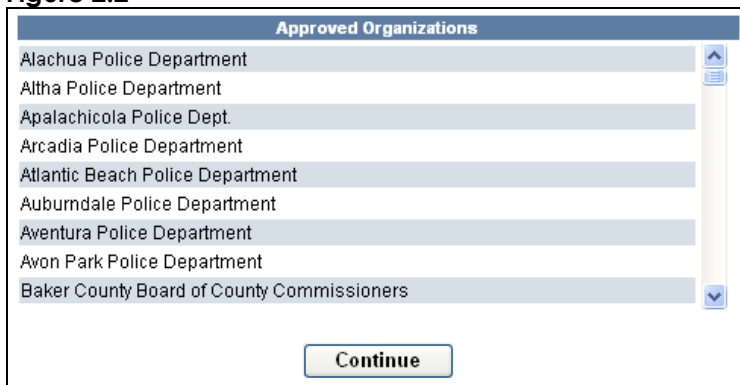 Figure 2.2
Approved Organizations
Alachua Police Department
Altha Police Department
Apalachicola Police Dept.
Arcadia Police Department
Atlantic Beach Police Department
Auburndale Police Department
Aventura Police Department
Avon Park Police Department
Baker County Board of County Commissioners
Continue